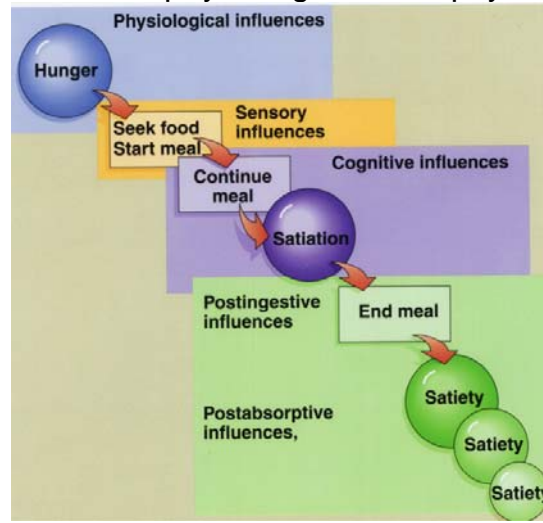 Physiological influences
Hunger
Seek food
Start meal
Sensory
influences
Continue
meal
Cognitive influences
Satiation
Postingestive
influences
End meal
Postabsorptive
influences,
Satiety
Satiety
Satiety